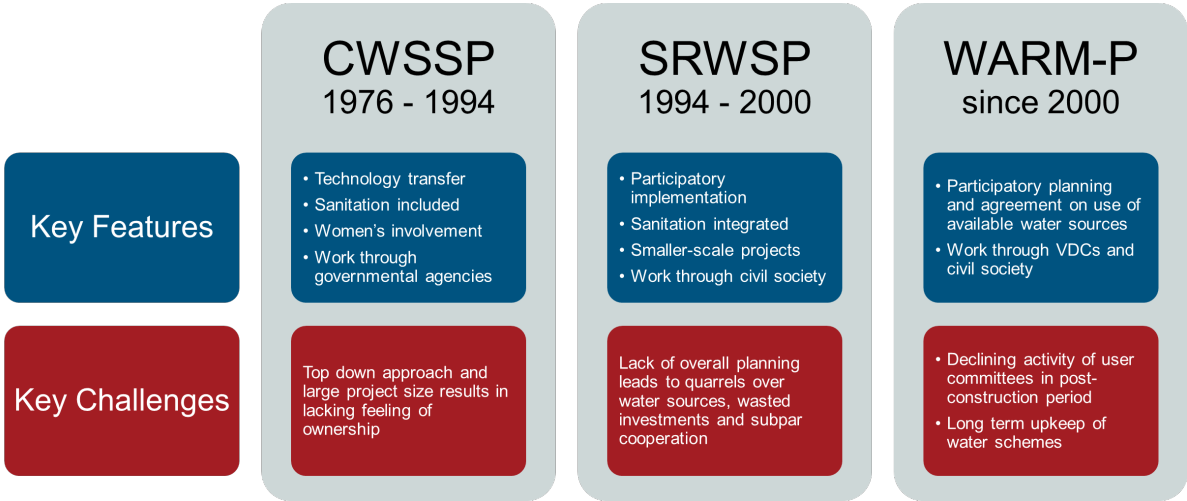 CWSSP
1976 - 1994
SRWSP
1994 - 2000
WARM-P
since 2000
Key Features
• Technology transfer
• Sanitation included
• Women's involvement
• Work through
governmental agencies
• Participatory
implementation
• Sanitation integrated
• Smaller-scale projects
• Work through civil society
• Participatory planning
and agreement on use of
available water sources
• Work through VDCs and
civil society
Key Challenges
Top down approach and
large project size results in
lacking feeling of
ownership
Lack of overall planning
leads to quarrels over
water sources, wasted
investments and subpar
cooperation
• Declining activity of user
committees in post-
construction period
• Long term upkeep of
water schemes